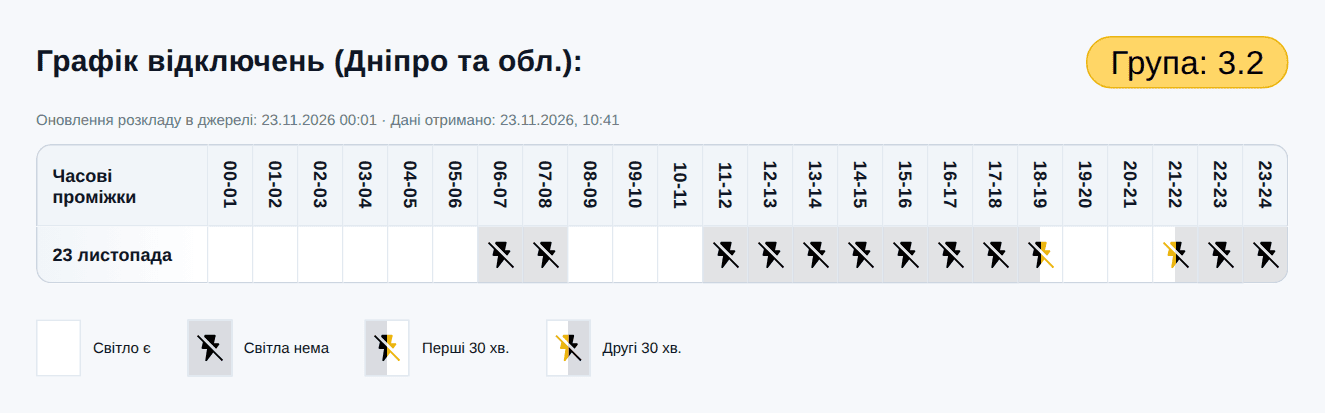 Графік відключень (Дніпро та обл.):
Група: 3.2
Оновлення розкладу в джерелі: 23.11.2026 00:01 · Дані отримано: 23.11.2026, 10:41
Часові
проміжки
00-01
01-02
02-03
03-04
04-05
05-06
06-07
07-08
08-09
09-10
10-11
11-12
12-13
13-14
14-15
15-16
16-17
17-18
18-19
19-20
20-21
21-22
22-23
23-24
23 листопада
Світло є
Світла нема
Перші 30 хв.
Другі 30 хв.